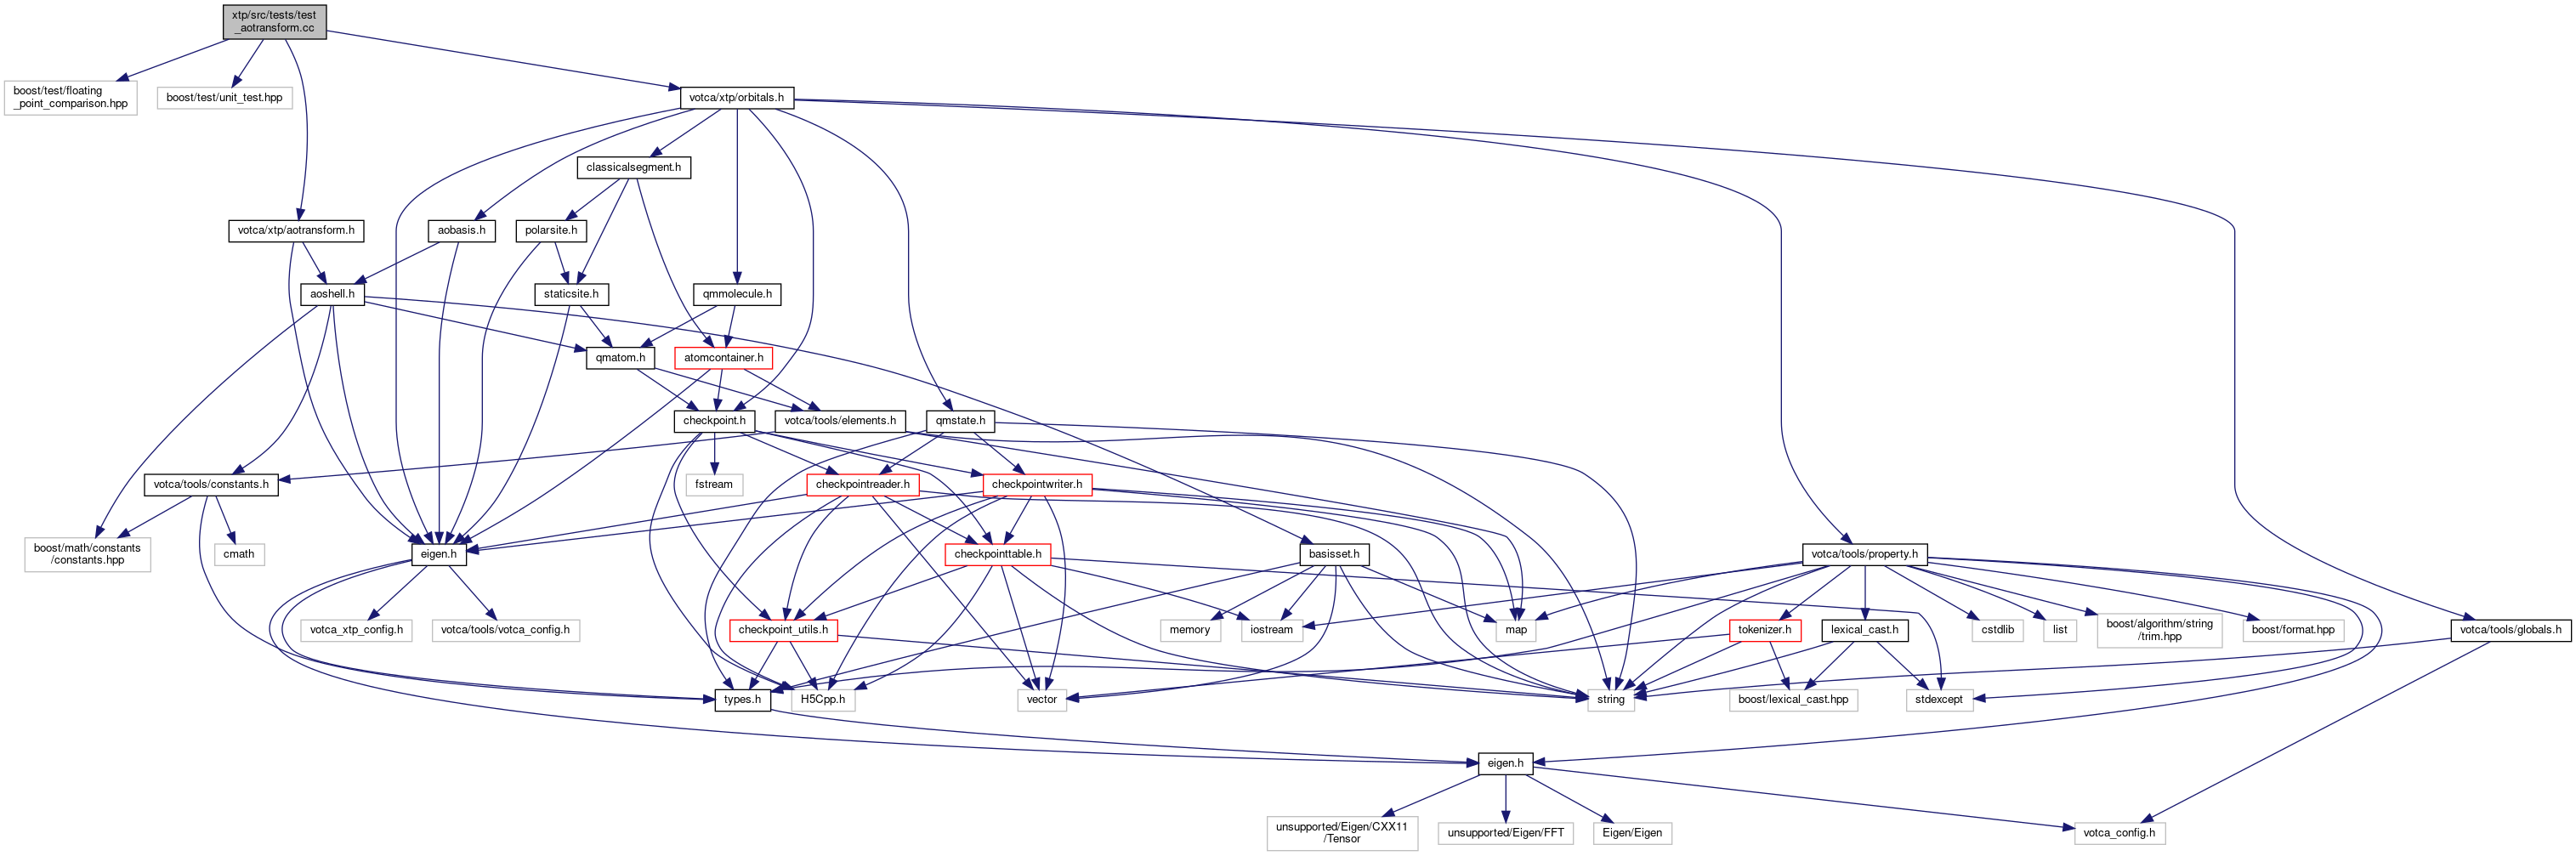 xtp/src/tests/test
_aotransform.cc
boost/test/floating
_point_comparison.hpp
boost/test/unit_test.hpp
votca/xtp/orbitals.h
classicalsegment.h
votca/xtp/aotransform.h
aobasis.h
polarsite.h
aoshell.h
staticsite.h
qmmolecule.h
qmatom.h
atomcontainer.h
checkpoint.h
votca/tools/elements.h
qmstate.h
votca/tools/constants.h
fstream
checkpointreader.h
checkpointwriter.h
boost/math/constants
/constants.hpp
cmath
eigen.h
checkpointtable.h
basisset.h
votca/tools/property.h
votca_xtp_config.h
votca/tools/votca_config.h
checkpoint_utils.h
memory
iostream
map
tokenizer.h
lexical_cast.h
cstdlib
list
boost/algorithm/string
/trim.hpp
boost/format.hpp
votca/tools/globals.h
types.h
H5Cpp.h
vector
string
boost/lexical_cast.hpp
stdexcept
eigen.h
unsupported/Eigen/CXX11
/Tensor
unsupported/Eigen/FFT
Eigen/Eigen
votca_config.h